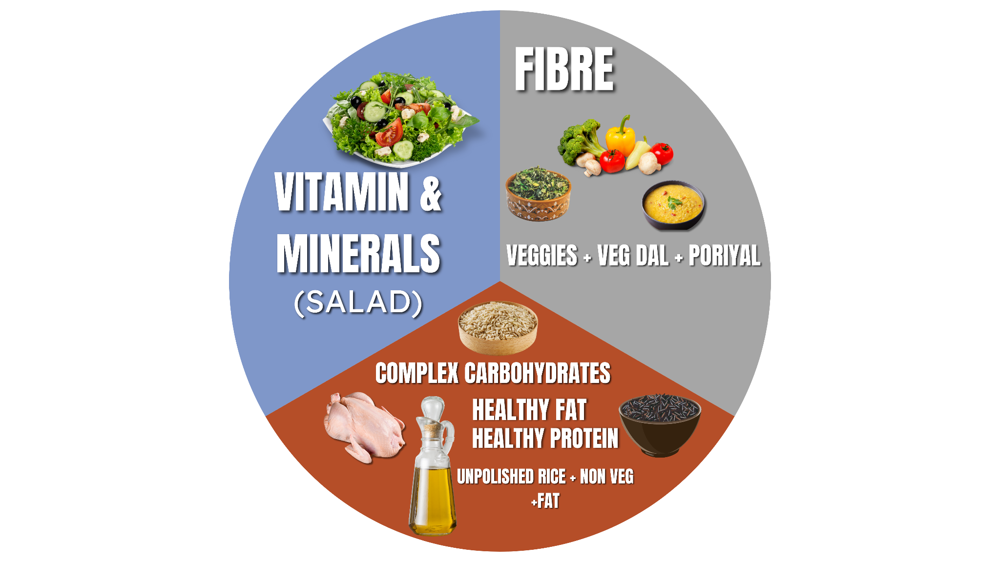 FIBRE
VEGGIES + VEG DAL + PORIYAL
VITAMIN &
MINERALS
(SALAD)
COMPLEX CARBOHYDRATES
HEALTHY FAT
HEALTHY PROTEIN
UNPOLISHED RICE + NON VEG
+FAT